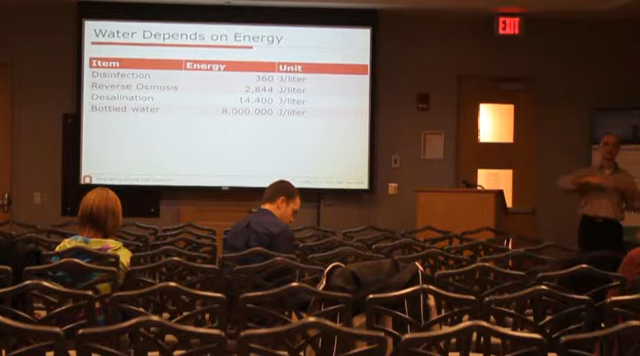 Water Depends on Energy
EXIT
Item Energy Unit
Disinfection 360 J/liter
Reverse Osmosis 2,844 J/liter
Desalination 14,400 J/liter
Bottled water 8,000,000 J/liter